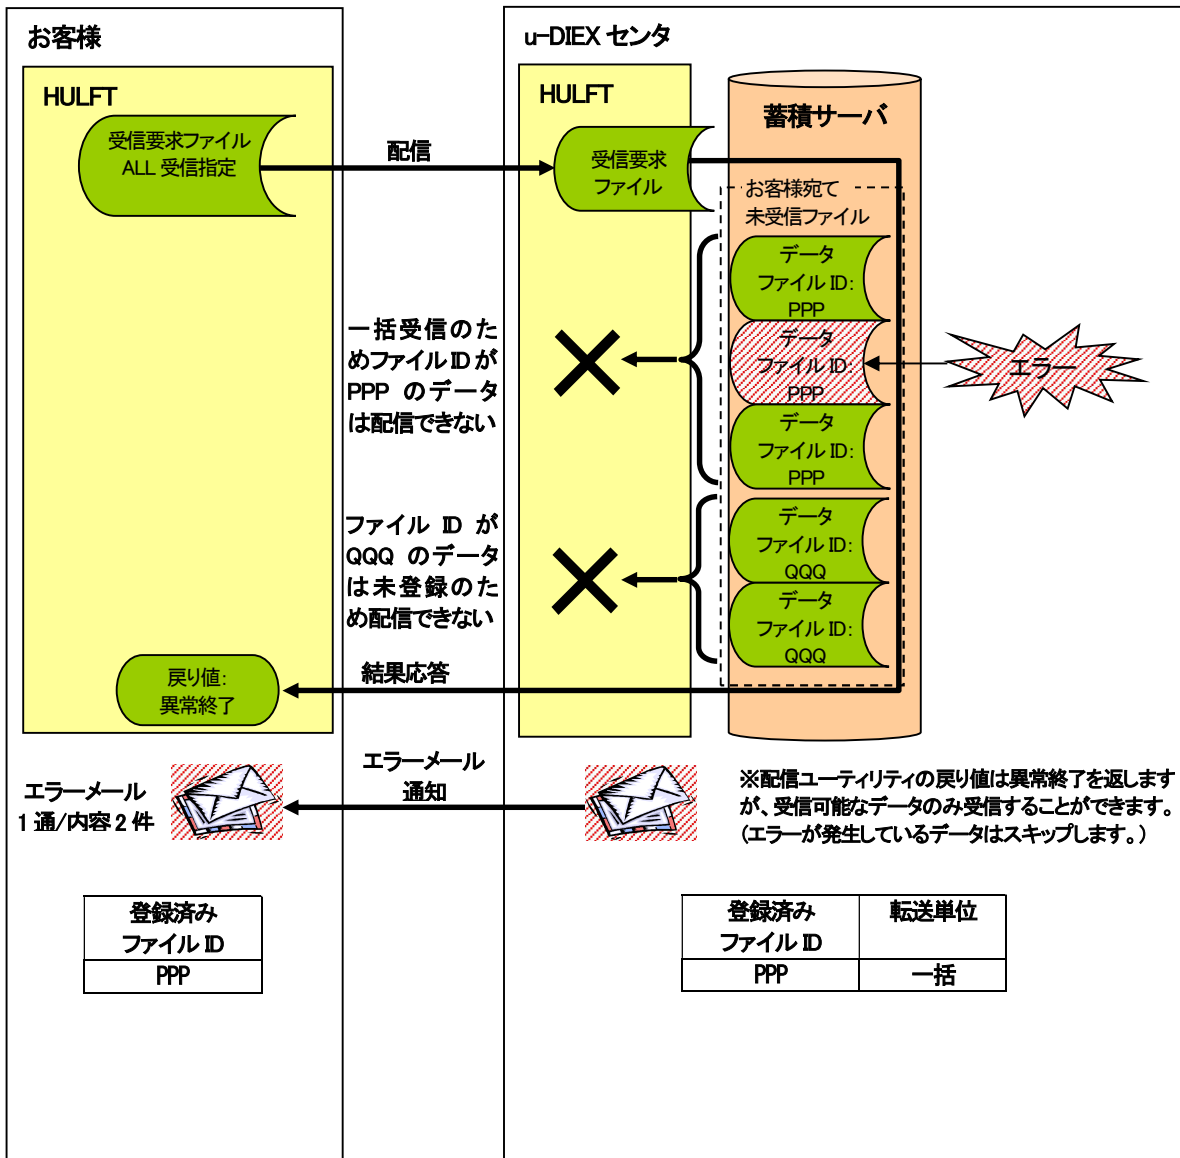 お客様
u-DIEX センタ
HULFT
HULFT
蓄積サーバ
受信要求ファイル
ALL 受信指定
配信
受信要求
ファイル
お客様宛て
未受信ファイル
データ
ファイル ID:
PPP
データ
ファイル ID:
PPP
データ
ファイル ID:
PPP
エラー
一括受信のた
めファイル ID が
PPP のデータ
は配信できない
データ
ファイル ID:
QQQ
データ
ファイル ID:
QQQ
ファイル ID が
QQQ のデータ
は未登録のた
め配信できない
結果応答
戻り値:
異常終了
エラーメール
通知
エラーメール
1 通/内容 2 件
※配信ユーティリティの戻り値は異常終了を返します
が、受信可能なデータのみ受信することができます。
(エラーが発生しているデータはスキップします。)
登録済み
ファイル ID
PPP
登録済み
ファイル ID
転送単位
PPP
一括